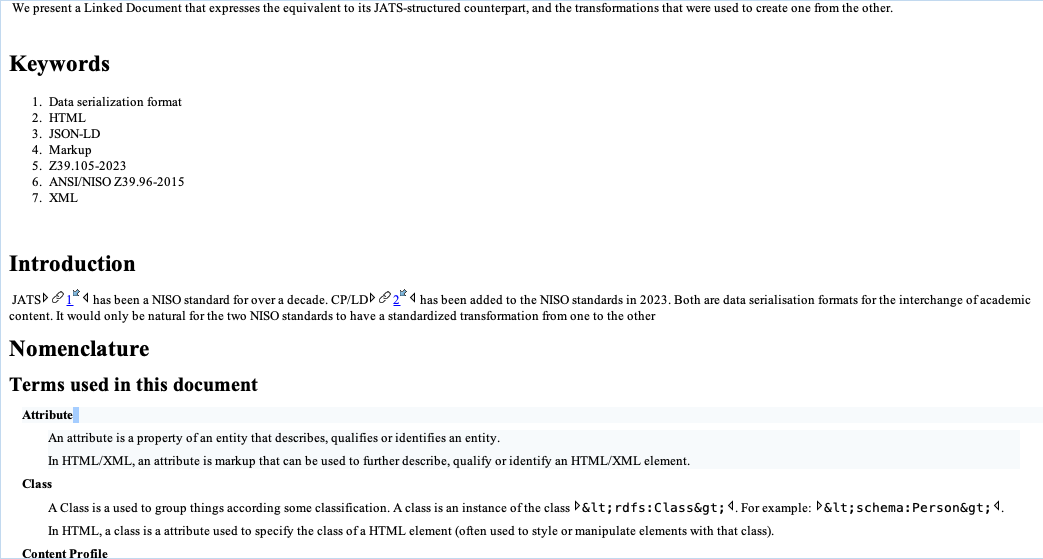 We present a Linked Document that expresses the equivalent to its JATS-structured counterpart, and the transformations that were used to create one from the other.
Keywords
1. Data serialization format
2. HTML
3. JSON-LD
4. Markup
5. Z39.105-2023
6. ANSI/NISO Z39.96-2015
7. XML
Introduction
JATS 1 has been a NISO standard for over a decade. CP/LD 2 has been added to the NISO standards in 2023. Both are data serialisation formats for the interchange of academic
content. It would only be natural for the two NISO standards to have a standardized transformation from one to the other
Nomenclature
Terms used in this document
Attribute
An attribute is a property of an entity that describes, qualifies or identifies an entity.
In HTML/XML, an attribute is markup that can be used to further describe, qualify or identify an HTML/XML element.
Class
A Class is a used to group things according some classification. A class is an instance of the class &lt;rdfs:Class&gt; . For example: &lt;schema:Person&gt; .
In HTML, a class is a attribute used to specify the class of a HTML element (often used to style or manipulate elements with that class).
Content Profile